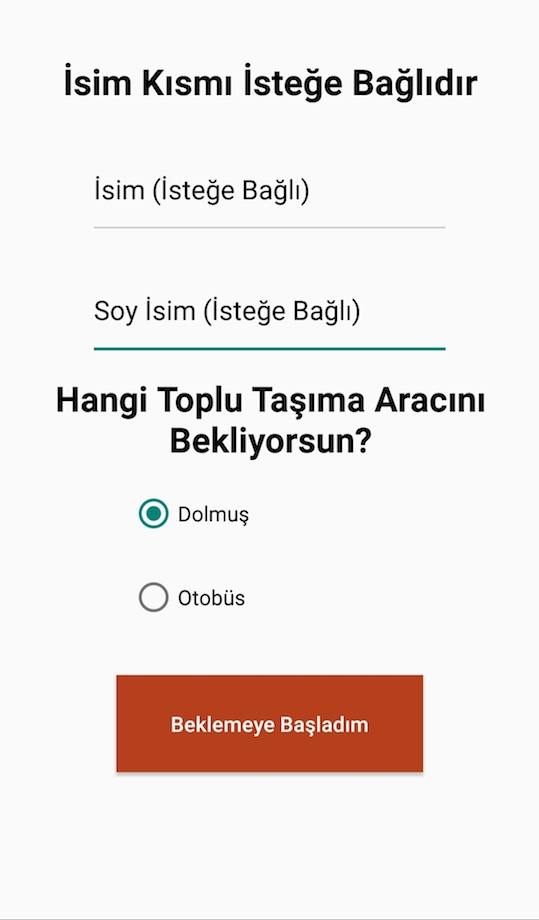 İsim Kısmı İsteğe Bağlıdır
İsim (İsteğe Bağlı)
Soy İsim (İsteğe Bağlı)
Hangi Toplu Taşıma Aracını
Bekliyorsun?
Dolmuş
Otobüs
Beklemeye Başladım